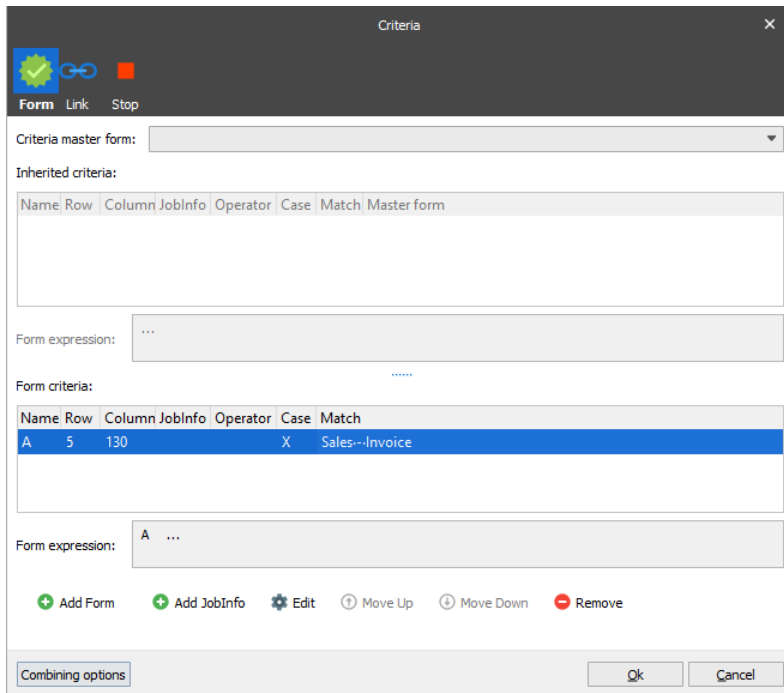 Criteria
Form Link Stop
Criteria master form:
Inherited criteria:
Name Row Column JobInfo Operator Case Match Master form
Form expression: ...
......
Form criteria:
Name Row Column JobInfo Operator Case Match
A 5 130 X Sales·-·Invoice
Form expression: A ...
Add Form Add JobInfo Edit Move Up Move Down Remove
Combining options Ok Cancel